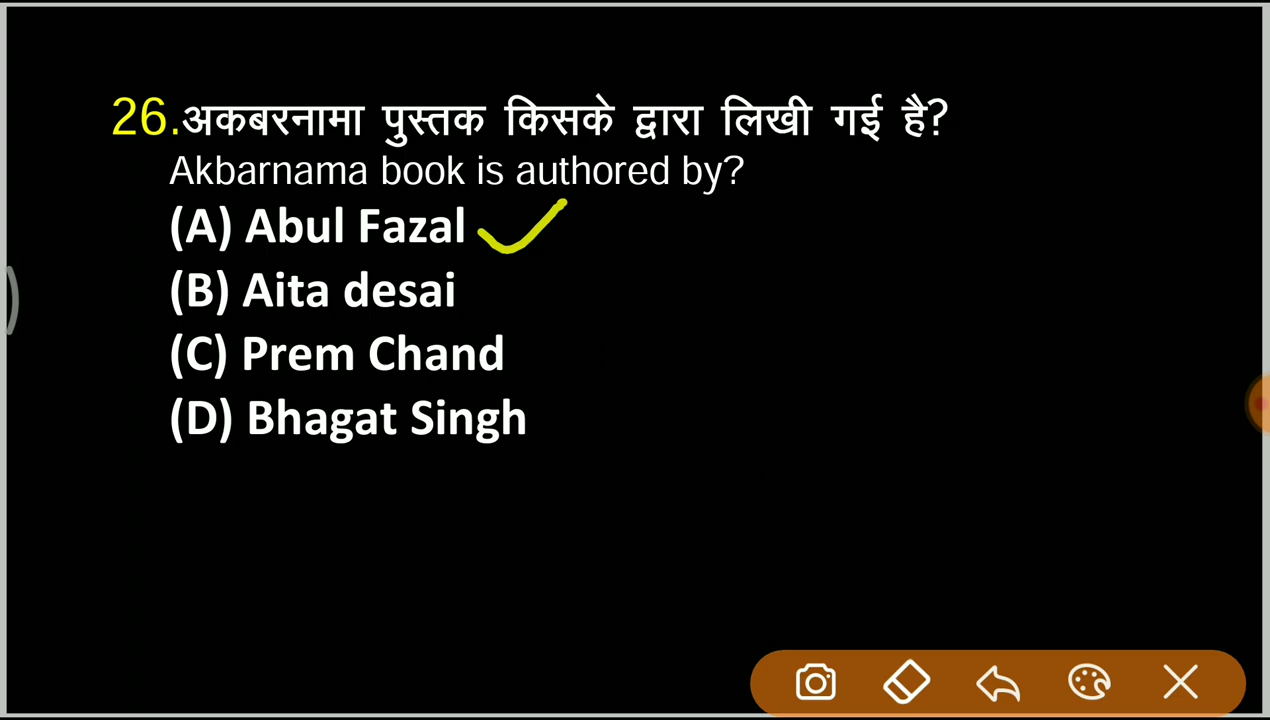 26.अकबरनामा पुस्तक किसके द्वारा लिखी गई है?
Akbarnama book is authored by?
(A) Abul Fazal
(B) Aita desai
(C) Prem Chand
(D) Bhagat Singh